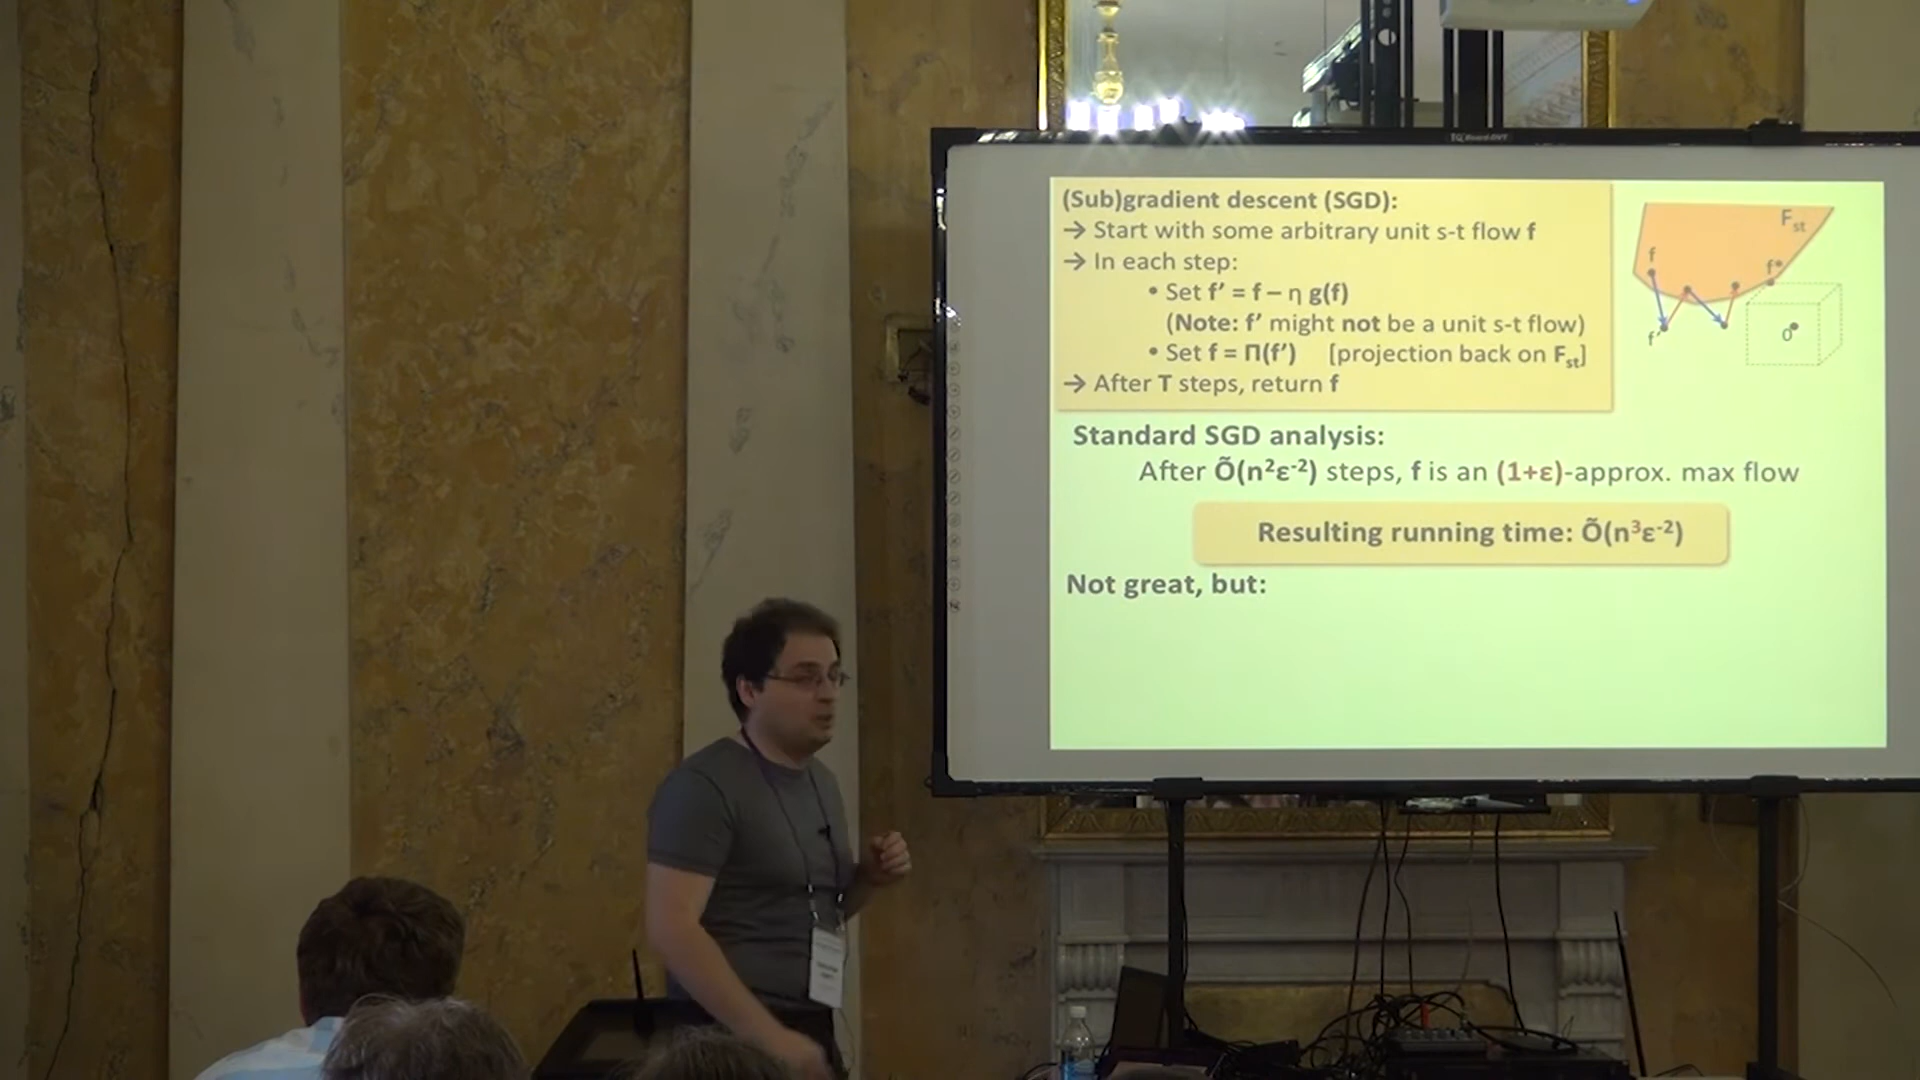 (Sub)gradient descent (SGD):
→ Start with some arbitrary unit s-t flow f
→ In each step:
• Set f’ = f – η g(f)
(Note: f’ might not be a unit s-t flow)
• Set f = Π(f’) [projection back on Fst]
→ After T steps, return f
Fst
f
f*
f’
0
Standard SGD analysis:
After Õ(n²ε⁻²) steps, f is an (1+ε)-approx. max flow
Resulting running time: Õ(n³ε⁻²)
Not great, but: